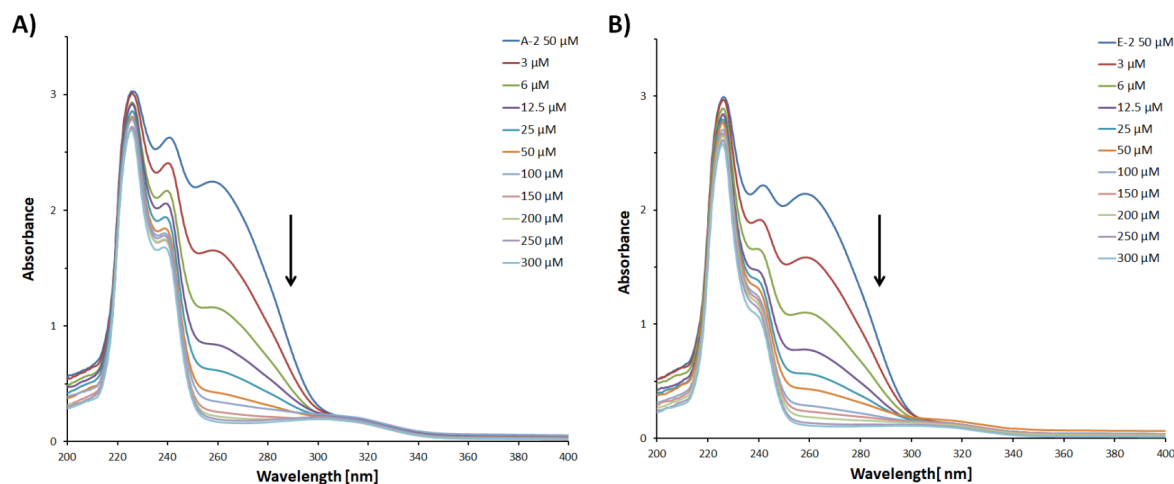 A)
A-2 50 µM
3 µM
6 µM
12.5 µM
25 µM
50 µM
100 µM
150 µM
200 µM
250 µM
300 µM
3
2
1
0
Absorbance
200 220 240 260 280 300 320 340 360 380 400
Wavelength [nm]
B)
E-2 50 µM
3 µM
6 µM
12.5 µM
25 µM
50 µM
100 µM
150 µM
200 µM
250 µM
300 µM
3
2
1
0
Absorbance
200 220 240 260 280 300 320 340 360 380 400
Wavelength[ nm]